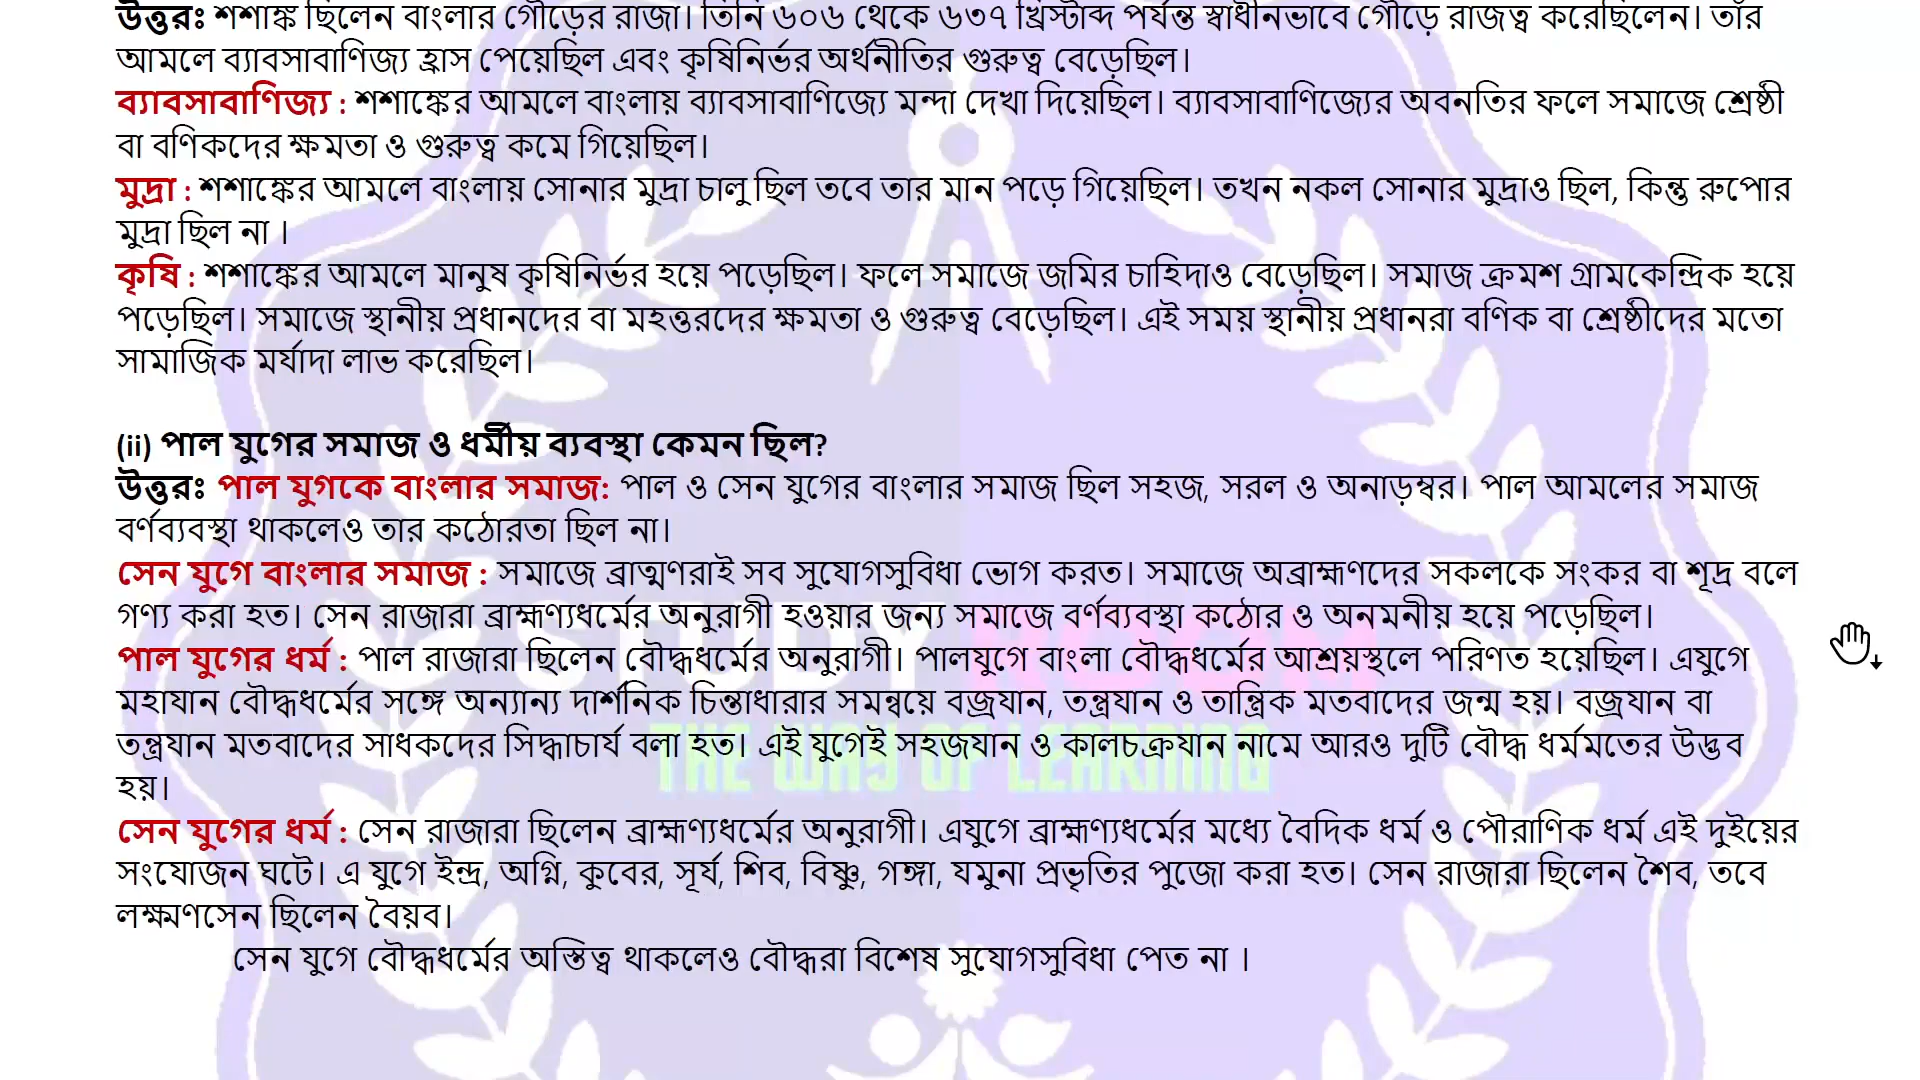 উত্তরঃ শশাঙ্ক ছিলেন বাংলার গৌড়ের রাজা। তিনি ৬০৬ থেকে ৬৩৭ খ্রিস্টাব্দ পর্যন্ত স্বাধীনভাবে গৌড়ে রাজত্ব করেছিলেন। তাঁর
আমলে ব্যাবসাবাণিজ্য হ্রাস পেয়েছিল এবং কৃষিনির্ভর অর্থনীতির গুরুত্ব বেড়েছিল।
ব্যাবসাবাণিজ্য : শশাঙ্কের আমলে বাংলায় ব্যাবসাবাণিজ্যে মন্দা দেখা দিয়েছিল। ব্যাবসাবাণিজ্যের অবনতির ফলে সমাজে শ্রেষ্ঠী
বা বণিকদের ক্ষমতা ও গুরুত্ব কমে গিয়েছিল।
মুদ্রা : শশাঙ্কের আমলে বাংলায় সোনার মুদ্রা চালু ছিল তবে তার মান পড়ে গিয়েছিল। তখন নকল সোনার মুদ্রাও ছিল, কিন্তু রুপোর
মুদ্রা ছিল না ।
কৃষি : শশাঙ্কের আমলে মানুষ কৃষিনির্ভর হয়ে পড়েছিল। ফলে সমাজে জমির চাহিদাও বেড়েছিল। সমাজ ক্রমশ গ্রামকেন্দ্রিক হয়ে
পড়েছিল। সমাজে স্থানীয় প্রধানদের বা মহত্তরদের ক্ষমতা ও গুরুত্ব বেড়েছিল। এই সময় স্থানীয় প্রধানরা বণিক বা শ্রেষ্ঠীদের মতো
সামাজিক মর্যাদা লাভ করেছিল।
(ii) পাল যুগের সমাজ ও ধর্মীয় ব্যবস্থা কেমন ছিল?
উত্তরঃ পাল যুগকে বাংলার সমাজ: পাল ও সেন যুগের বাংলার সমাজ ছিল সহজ, সরল ও অনাড়ম্বর। পাল আমলের সমাজ
বর্ণব্যবস্থা থাকলেও তার কঠোরতা ছিল না।
সেন যুগে বাংলার সমাজ : সমাজে ব্রাত্মণরাই সব সুযোগসুবিধা ভোগ করত। সমাজে অব্রাহ্মণদের সকলকে সংকর বা শূদ্র বলে
গণ্য করা হত। সেন রাজারা ব্রাহ্মণ্যধর্মের অনুরাগী হওয়ার জন্য সমাজে বর্ণব্যবস্থা কঠোর ও অনমনীয় হয়ে পড়েছিল।
পাল যুগের ধর্ম : পাল রাজারা ছিলেন বৌদ্ধধর্মের অনুরাগী। পালযুগে বাংলা বৌদ্ধধর্মের আশ্রয়স্থলে পরিণত হয়েছিল। এযুগে
মহাযান বৌদ্ধধর্মের সঙ্গে অন্যান্য দার্শনিক চিন্তাধারার সমন্বয়ে বজ্রযান, তন্ত্রযান ও তান্ত্রিক মতবাদের জন্ম হয়। বজ্রযান বা
তন্ত্রযান মতবাদের সাধকদের সিদ্ধাচার্য বলা হত। এই যুগেই সহজযান ও কালচক্রযান নামে আরও দুটি বৌদ্ধ ধর্মমতের উদ্ভব
হয়।
সেন যুগের ধর্ম : সেন রাজারা ছিলেন ব্রাহ্মণ্যধর্মের অনুরাগী। এযুগে ব্রাহ্মণ্যধর্মের মধ্যে বৈদিক ধর্ম ও পৌরাণিক ধর্ম এই দুইয়ের
সংযোজন ঘটে। এ যুগে ইন্দ্র, অগ্নি, কুবের, সূর্য, শিব, বিষ্ণু, গঙ্গা, যমুনা প্রভৃতির পুজো করা হত। সেন রাজারা ছিলেন শৈব, তবে
লক্ষ্মণসেন ছিলেন বৈয়ব।
সেন যুগে বৌদ্ধধর্মের অস্তিত্ব থাকলেও বৌদ্ধরা বিশেষ সুযোগসুবিধা পেত না ।
STUDY ROOM
THE WAY OF LEARNING